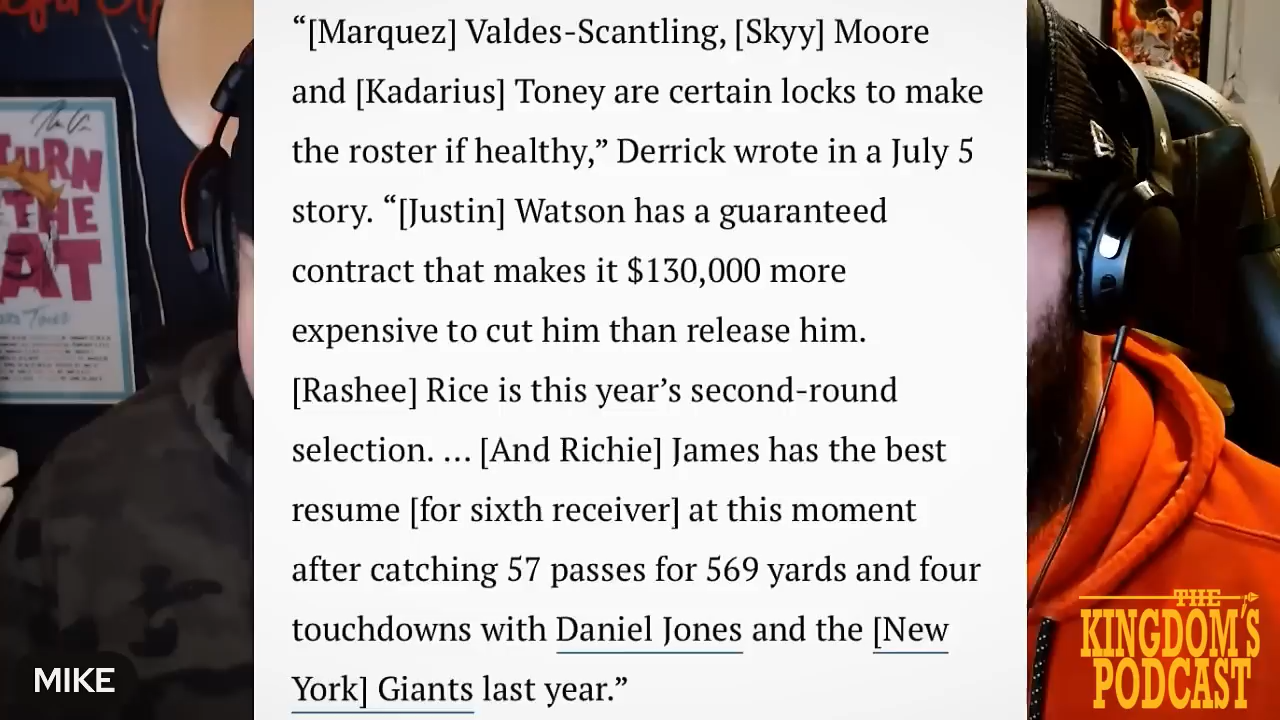 “[Marquez] Valdes-Scantling, [Skyy] Moore
and [Kadarius] Toney are certain locks to make
the roster if healthy,” Derrick wrote in a July 5
story. “[Justin] Watson has a guaranteed
contract that makes it $130,000 more
expensive to cut him than release him.
[Rashee] Rice is this year’s second-round
selection. … [And Richie] James has the best
resume [for sixth receiver] at this moment
after catching 57 passes for 569 yards and four
touchdowns with Daniel Jones and the [New
York] Giants last year.”
TURN
THE
AT
MIKE
THE
KINGDOM'S
PODCAST